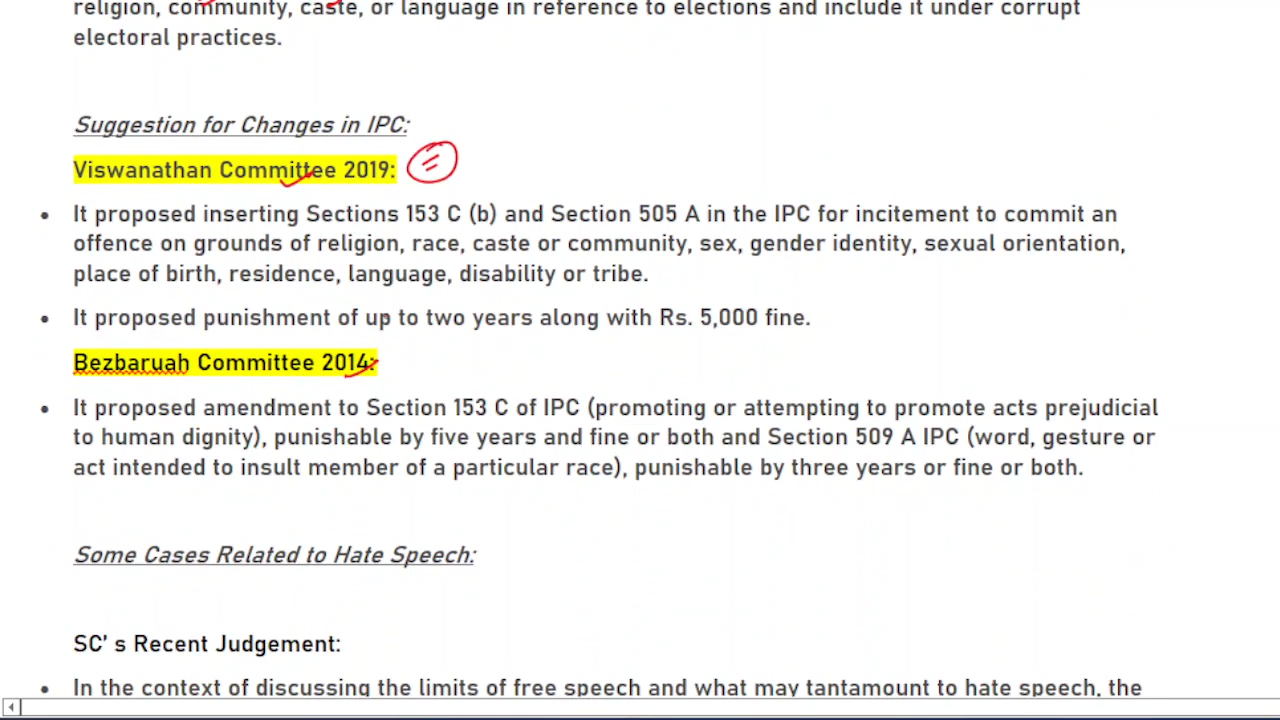 religion, community, caste, or language in reference to elections and include it under corrupt
electoral practices.
Suggestion for Changes in IPC:
Viswanathan Committee 2019:
• It proposed inserting Sections 153 C (b) and Section 505 A in the IPC for incitement to commit an
offence on grounds of religion, race, caste or community, sex, gender identity, sexual orientation,
place of birth, residence, language, disability or tribe.
• It proposed punishment of up to two years along with Rs. 5,000 fine.
Bezbaruah Committee 2014:
• It proposed amendment to Section 153 C of IPC (promoting or attempting to promote acts prejudicial
to human dignity), punishable by five years and fine or both and Section 509 A IPC (word, gesture or
act intended to insult member of a particular race), punishable by three years or fine or both.
Some Cases Related to Hate Speech:
SC' s Recent Judgement:
• In the context of discussing the limits of free speech and what may tantamount to hate speech, the